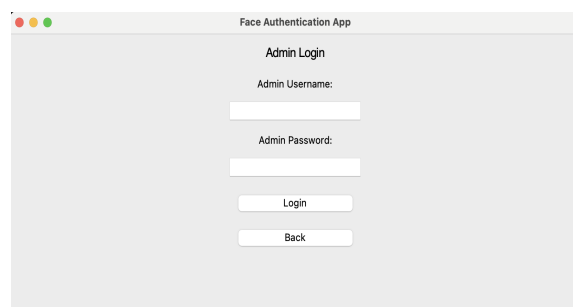 Face Authentication App
Admin Login
Admin Username:
Admin Password:
Login
Back